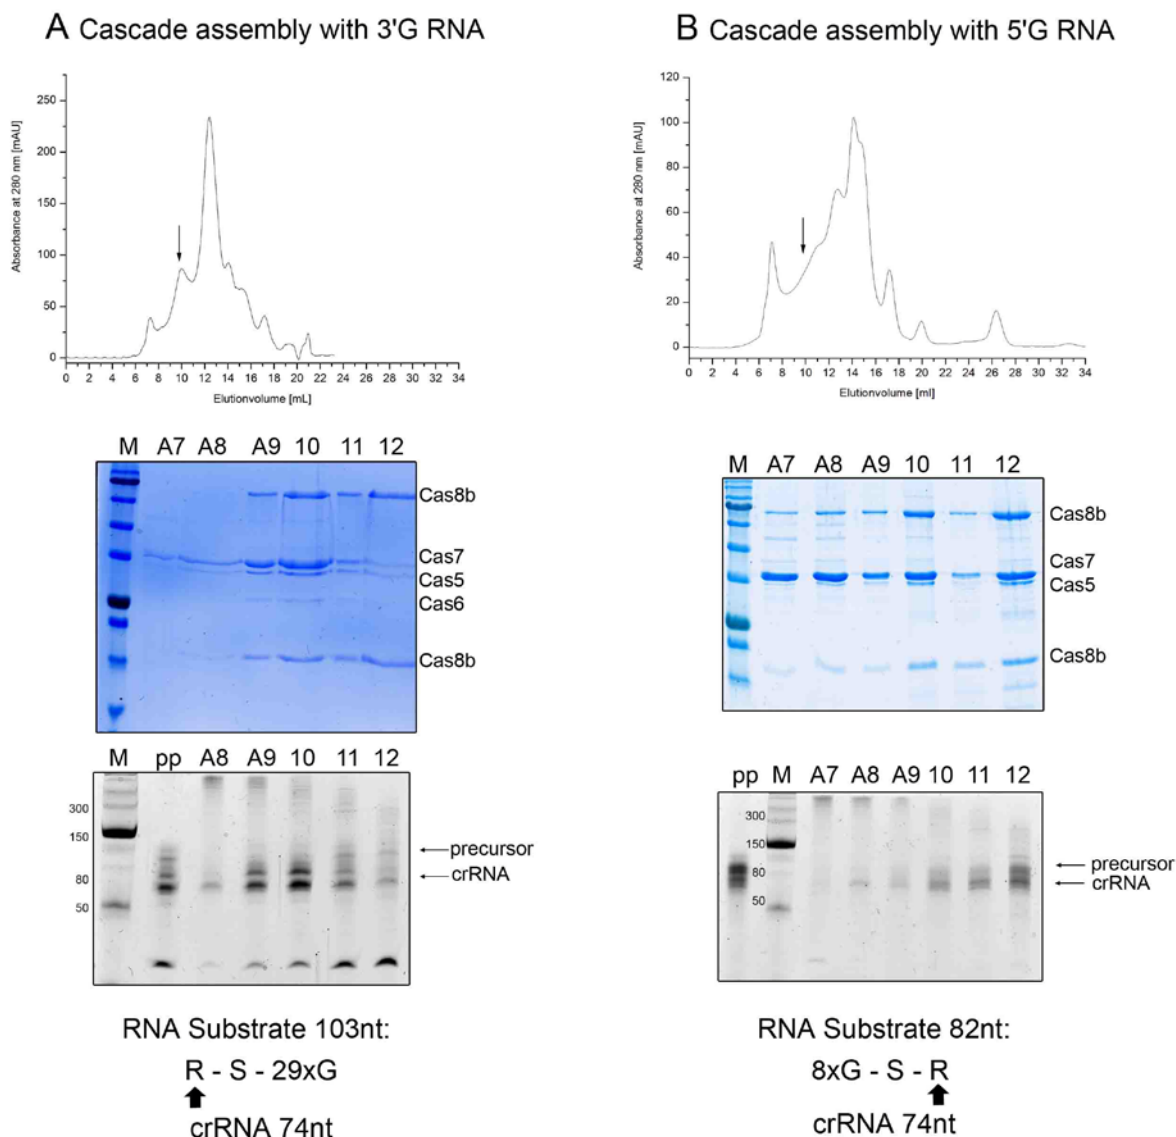 A Cascade assembly with 3'G RNA
Absorbance at 280 nm [mAU]
250
200
150
100
50
0
0 2 4 6 8 10 12 14 16 18 20 22 24 26 28 30 32 34
Elutionvolume [mL]
M A7 A8 A9 10 11 12
Cas8b
Cas7
Cas5
Cas6
Cas8b
M pp A8 A9 10 11 12
300
150
80
50
precursor
crRNA
RNA Substrate 103nt:
R - S - 29xG
crRNA 74nt
B Cascade assembly with 5'G RNA
Absorbance at 280 nm [mAU]
120
100
80
60
40
20
0
0 2 4 6 8 10 12 14 16 18 20 22 24 26 28 30 32 34
Elutionvolume [ml]
M A7 A8 A9 10 11 12
Cas8b
Cas7
Cas5
Cas8b
pp M A7 A8 A9 10 11 12
300
150
80
50
precursor
crRNA
RNA Substrate 82nt:
8xG - S - R
crRNA 74nt